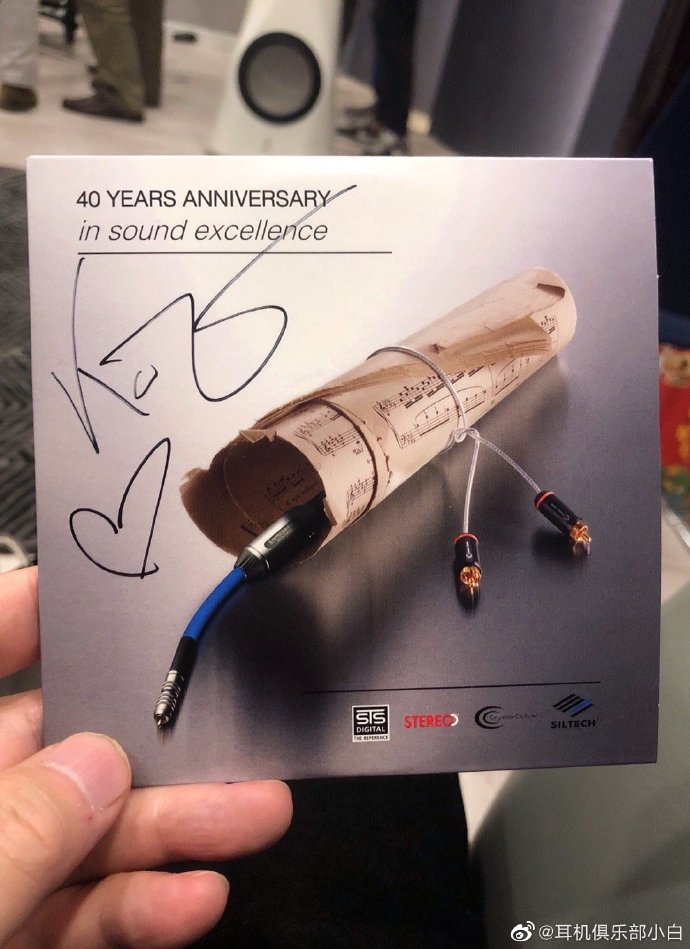 40 YEARS ANNIVERSARY
in sound excellence
STS
DIGITAL
THE REFERENCE
STEREO
CrystalCable
SILTECH
@耳机俱乐部小白